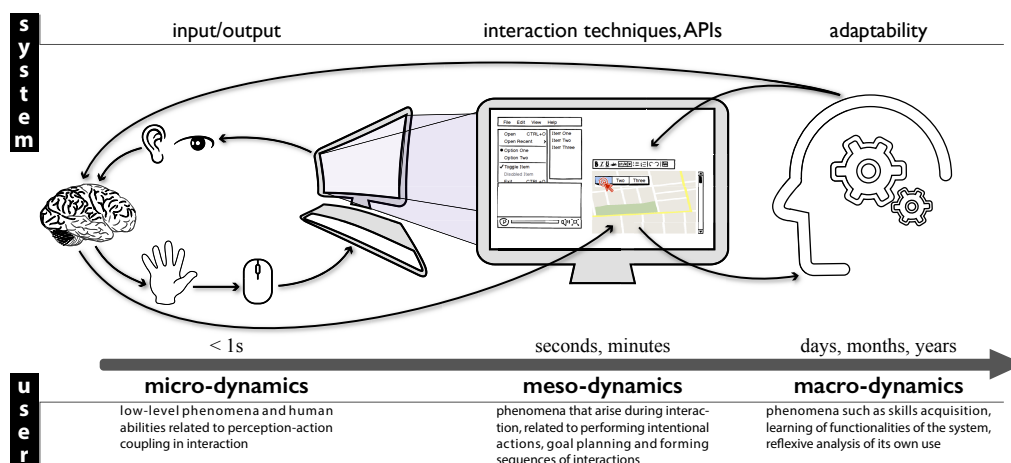 system
input/output
interaction techniques, APIs
adaptability
File Edit View Help
Open CTRL+O
Open Recent
Option One
Option Two
Toggle Item
Disabled Item
Exit CTRL+Q
Item One
Item Two
Item Three
Two Three
< 1s
seconds, minutes
days, months, years
user
micro-dynamics
low-level phenomena and human
abilities related to perception-action
coupling in interaction
meso-dynamics
phenomena that arise during interac-
tion, related to performing intentional
actions, goal planning and forming
sequences of interactions
macro-dynamics
phenomena such as skills acquisition,
learning of functionalities of the system,
reflexive analysis of its own use